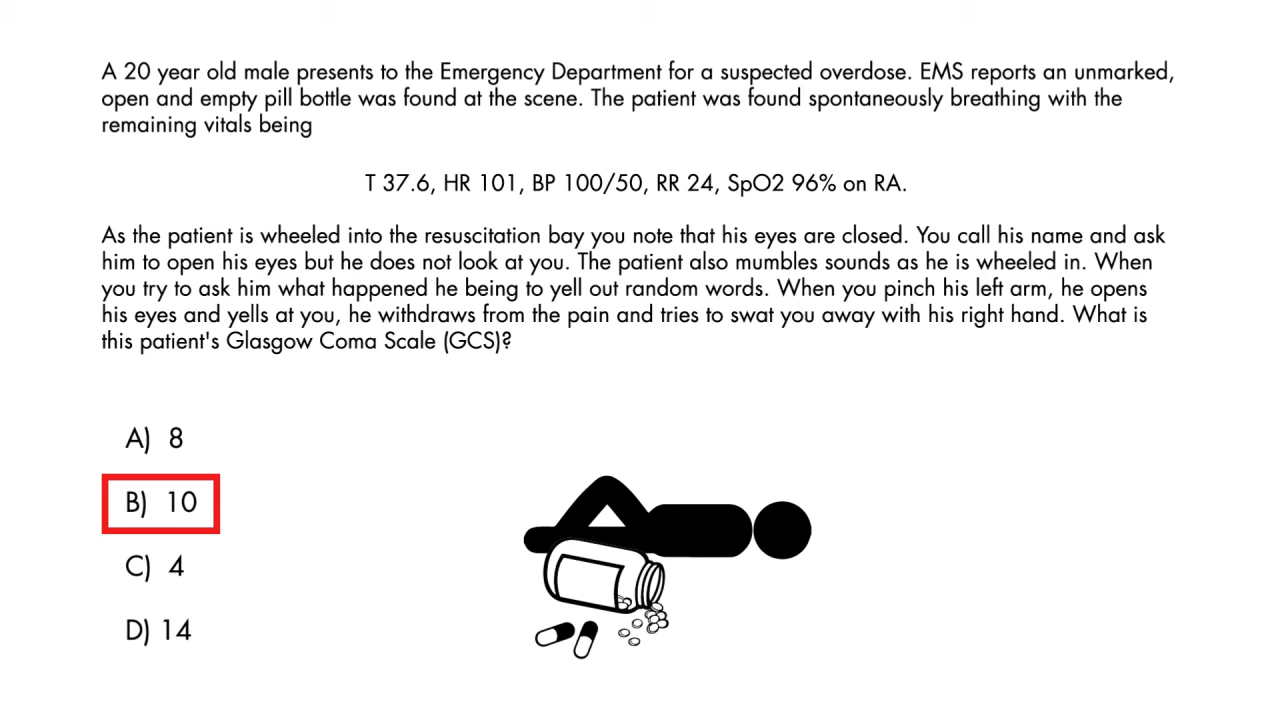 A 20 year old male presents to the Emergency Department for a suspected overdose. EMS reports an unmarked,
open and empty pill bottle was found at the scene. The patient was found spontaneously breathing with the
remaining vitals being
T 37.6, HR 101, BP 100/50, RR 24, SpO2 96% on RA.
As the patient is wheeled into the resuscitation bay you note that his eyes are closed. You call his name and ask
him to open his eyes but he does not look at you. The patient also mumbles sounds as he is wheeled in. When
you try to ask him what happened he being to yell out random words. When you pinch his left arm, he opens
his eyes and yells at you, he withdraws from the pain and tries to swat you away with his right hand. What is
this patient's Glasgow Coma Scale (GCS)?
A) 8
B) 10
C) 4
D) 14